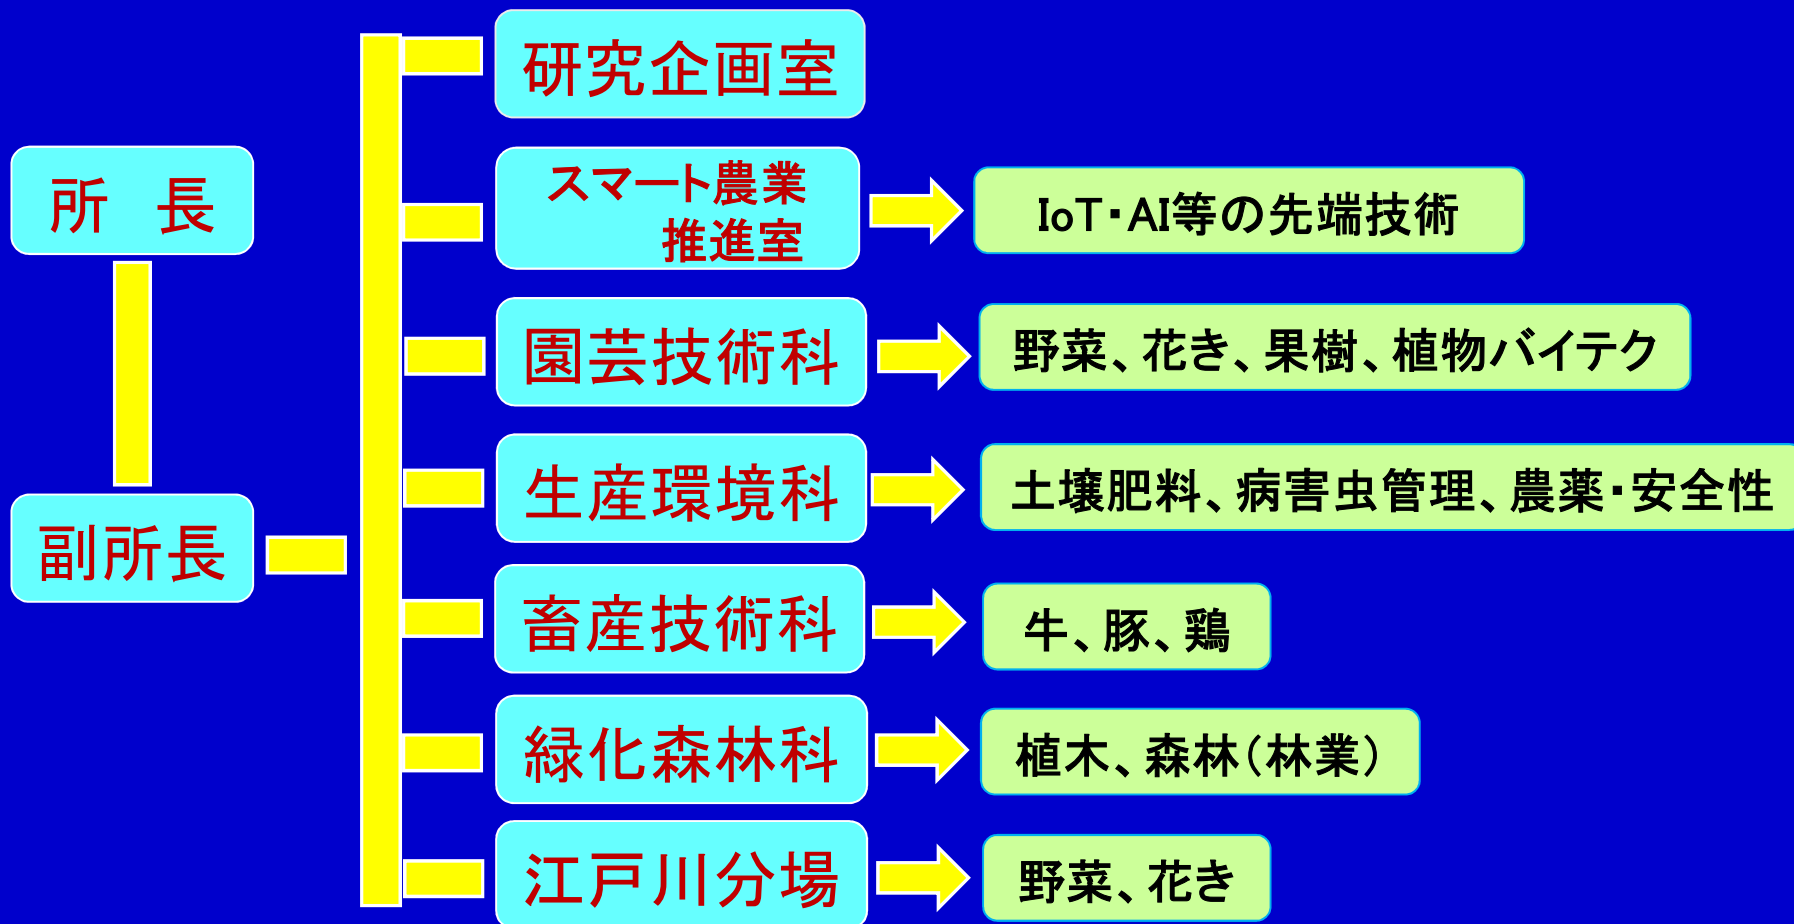 所　長
副所長
研究企画室
スマート農業
推進室
IoT・AI等の先端技術
園芸技術科
野菜、花き、果樹、植物バイテク
生産環境科
土壌肥料、病害虫管理、農薬・安全性
畜産技術科
牛、豚、鶏
緑化森林科
植木、森林（林業）
江戸川分場
野菜、花き